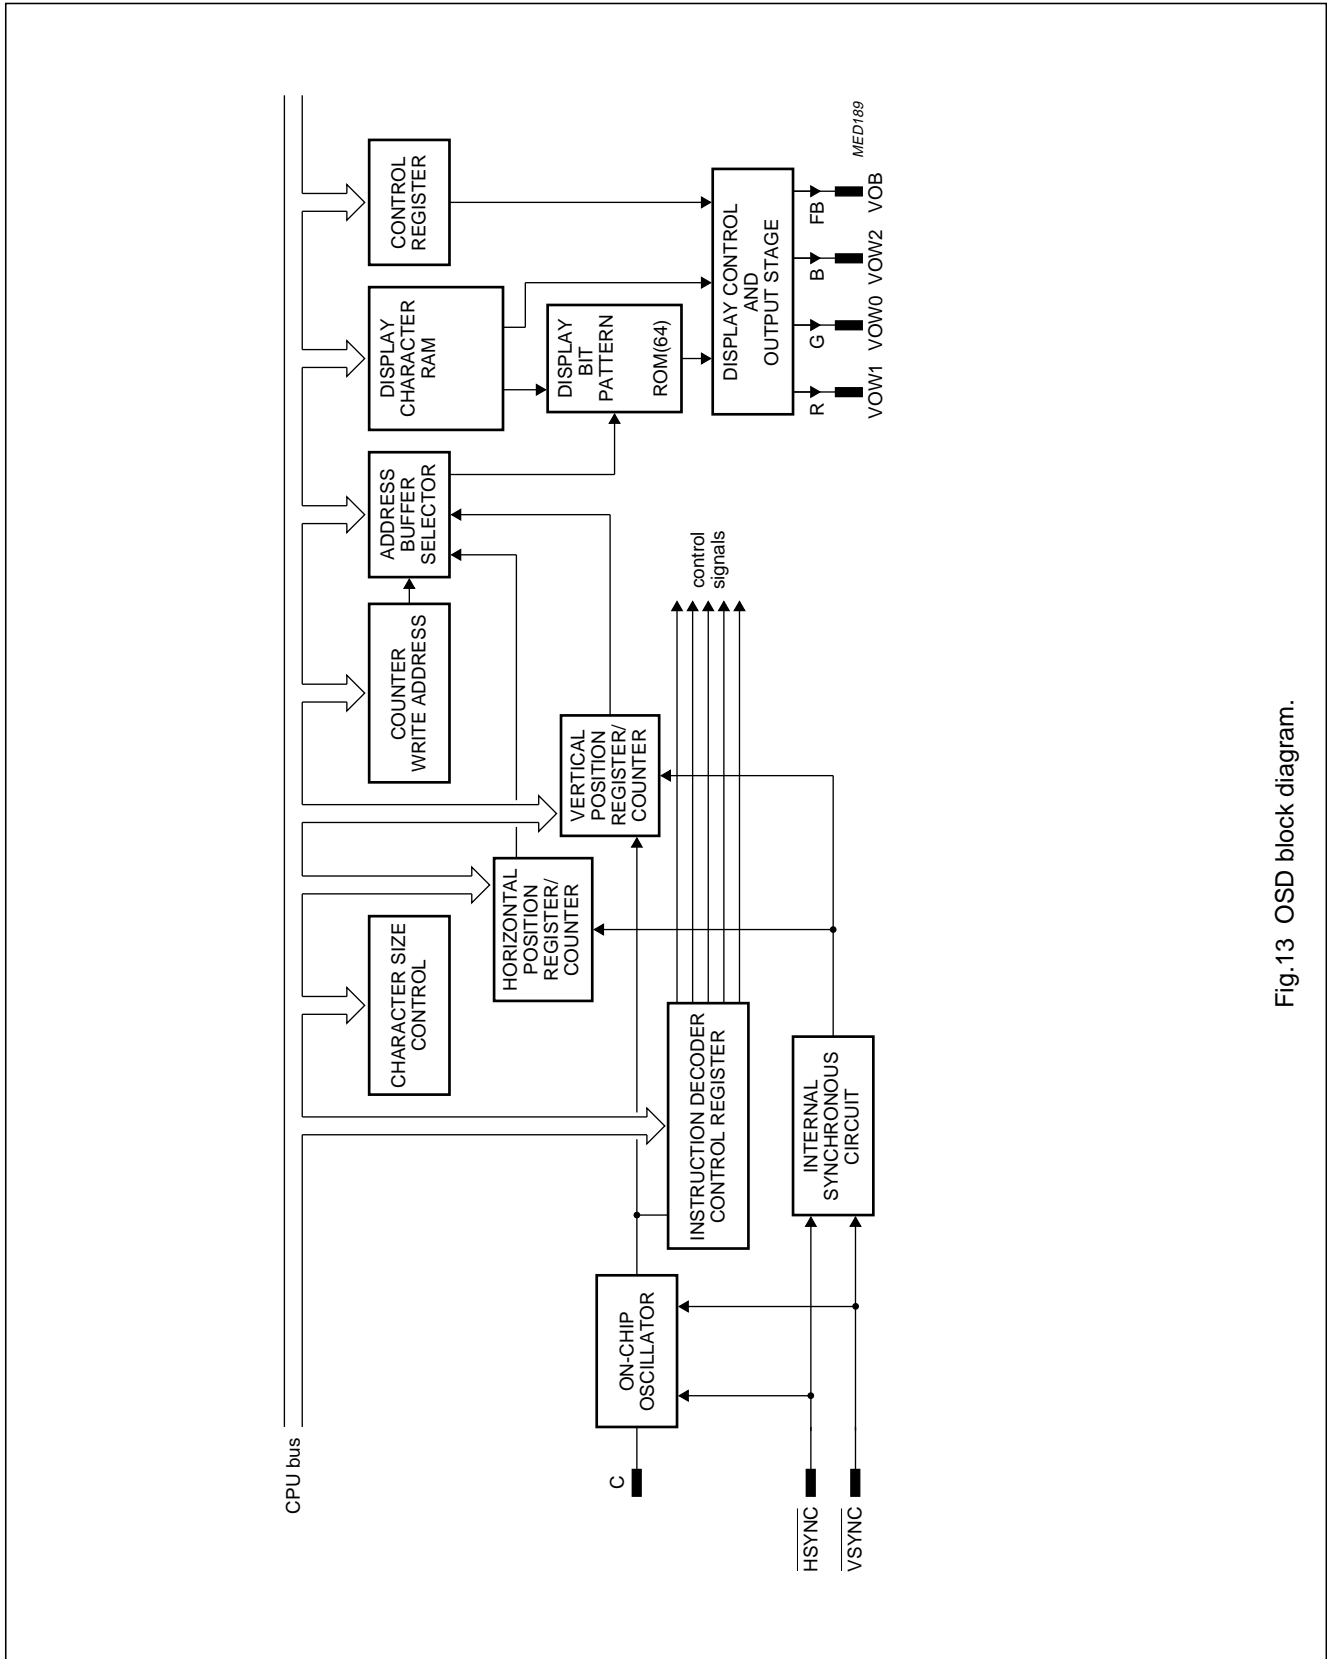 CPU bus
CHARACTER SIZE
CONTROL
COUNTER
WRITE ADDRESS
ADDRESS
BUFFER
SELECTOR
DISPLAY
CHARACTER
RAM
CONTROL
REGISTER
HORIZONTAL
POSITION
REGISTER/
COUNTER
VERTICAL
POSITION
REGISTER/
COUNTER
DISPLAY
BIT
PATTERN
ROM(64)
C
ON-CHIP
OSCILLATOR
INSTRUCTION DECODER
CONTROL REGISTER
control
signals
DISPLAY CONTROL
AND
OUTPUT STAGE
HSYNC
VSYNC
INTERNAL
SYNCHRONOUS
CIRCUIT
R
G
B
FB
VOW1
VOW0
VOW2
VOB
MED189
Fig.13 OSD block diagram.